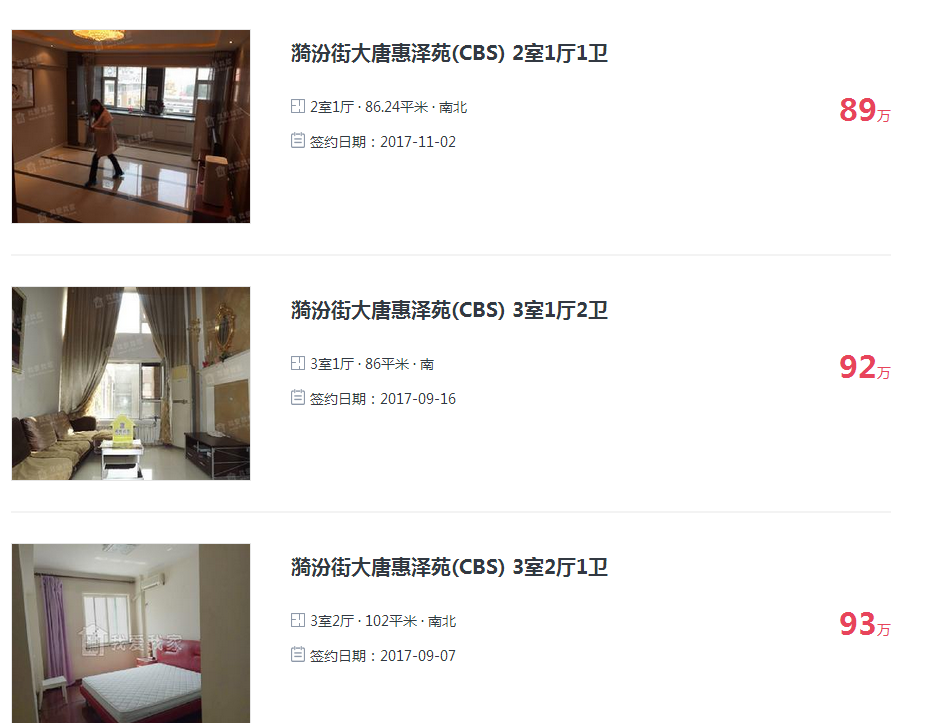 漪汾街大唐惠泽苑(CBS) 2室1厅1卫
2室1厅 · 86.24平米 · 南北
89万
签约日期：2017-11-02
漪汾街大唐惠泽苑(CBS) 3室1厅2卫
3室1厅 · 86平米 · 南
92万
签约日期：2017-09-16
漪汾街大唐惠泽苑(CBS) 3室2厅1卫
3室2厅 · 102平米 · 南北
93万
签约日期：2017-09-07
我爱我家